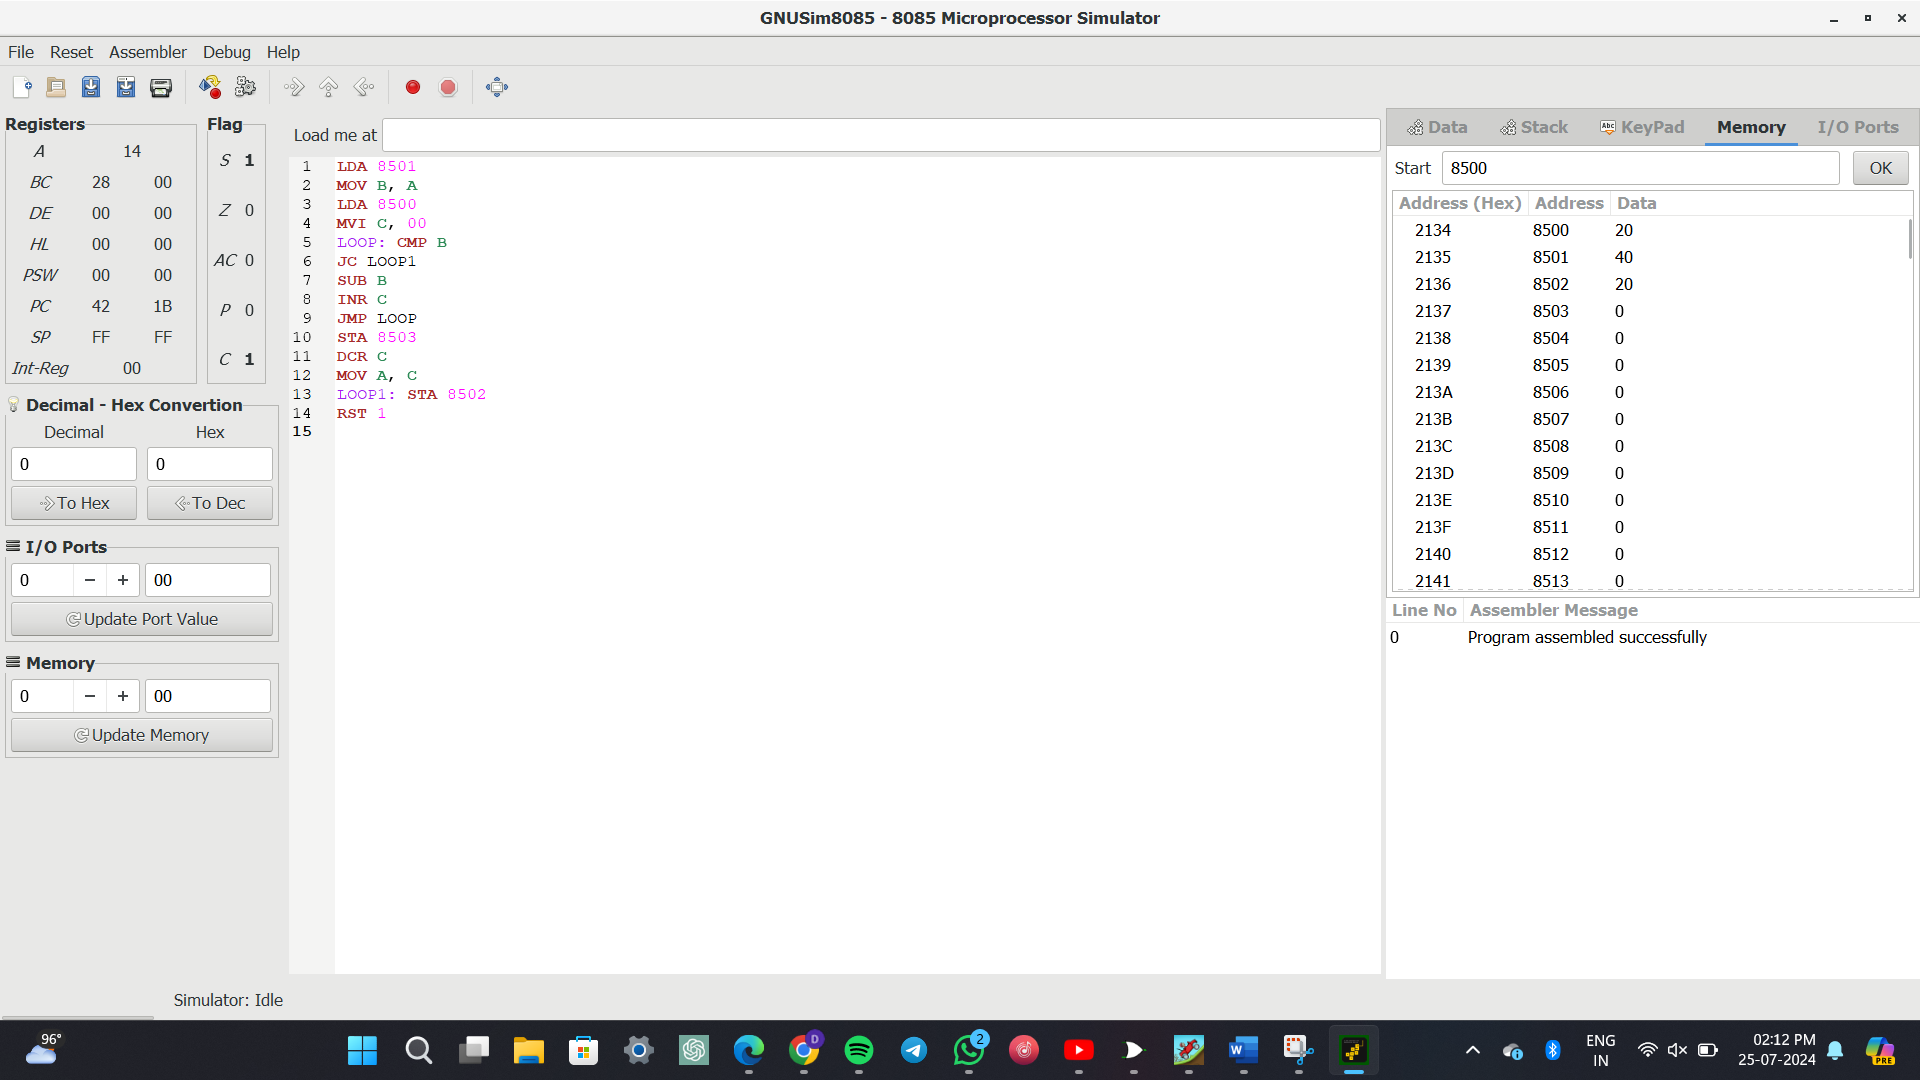 GNUSim8085 - 8085 Microprocessor Simulator
File Reset Assembler Debug Help
Registers
A 14
BC 28 00
DE 00 00
HL 00 00
PSW 00 00
PC 42 1B
SP FF FF
Int-Reg 00
Flag
S 1
Z 0
AC 0
P 0
C 1
Decimal - Hex Convertion
Decimal Hex
0 0
To Hex To Dec
I/O Ports
0 − + 00
Update Port Value
Memory
0 − + 00
Update Memory
Load me at
1 LDA 8501
2 MOV B, A
3 LDA 8500
4 MVI C, 00
5 LOOP: CMP B
6 JC LOOP1
7 SUB B
8 INR C
9 JMP LOOP
10 STA 8503
11 DCR C
12 MOV A, C
13 LOOP1: STA 8502
14 RST 1
15
Data Stack Abc KeyPad Memory I/O Ports
Start 8500 OK
Address (Hex) Address Data
2134 8500 20
2135 8501 40
2136 8502 20
2137 8503 0
2138 8504 0
2139 8505 0
213A 8506 0
213B 8507 0
213C 8508 0
213D 8509 0
213E 8510 0
213F 8511 0
2140 8512 0
2141 8513 0
Line No Assembler Message
0 Program assembled successfully
Simulator: Idle
96°
D
2
W
ENG
IN
02:12 PM
25-07-2024
PRE